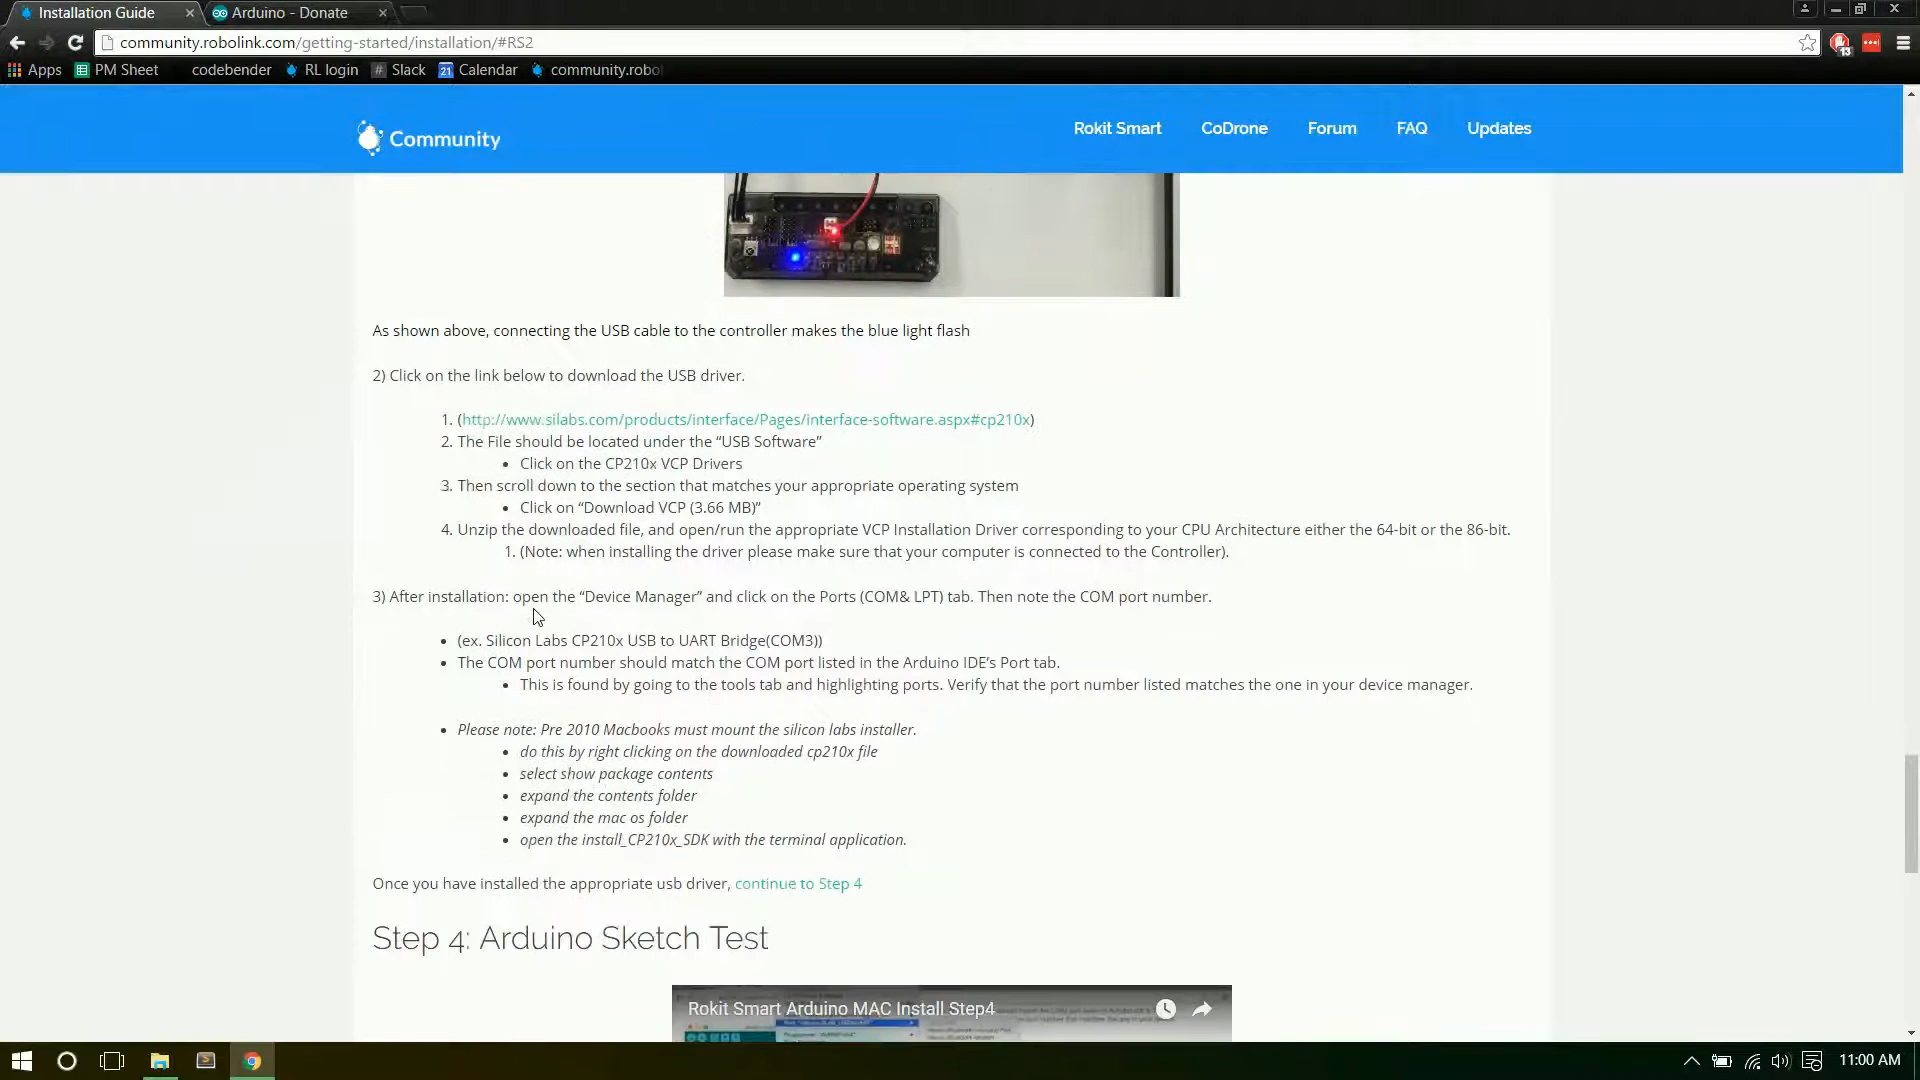 Installation Guide
Arduino - Donate
community.robolink.com/getting-started/installation/#RS2
13
Apps
PM Sheet
codebender
RL login
Slack
21
Calendar
community.robo
Community
Rokit Smart
CoDrone
Forum
FAQ
Updates
As shown above, connecting the USB cable to the controller makes the blue light flash
2) Click on the link below to download the USB driver.
1. (http://www.silabs.com/products/interface/Pages/interface-software.aspx#cp210x)
2. The File should be located under the “USB Software”
• Click on the CP210x VCP Drivers
3. Then scroll down to the section that matches your appropriate operating system
• Click on “Download VCP (3.66 MB)”
4. Unzip the downloaded file, and open/run the appropriate VCP Installation Driver corresponding to your CPU Architecture either the 64-bit or the 86-bit.
1. (Note: when installing the driver please make sure that your computer is connected to the Controller).
3) After installation: open the “Device Manager” and click on the Ports (COM& LPT) tab. Then note the COM port number.
• (ex. Silicon Labs CP210x USB to UART Bridge(COM3))
• The COM port number should match the COM port listed in the Arduino IDE’s Port tab.
• This is found by going to the tools tab and highlighting ports. Verify that the port number listed matches the one in your device manager.
• Please note: Pre 2010 Macbooks must mount the silicon labs installer.
• do this by right clicking on the downloaded cp210x file
• select show package contents
• expand the contents folder
• expand the mac os folder
• open the install_CP210x_SDK with the terminal application.
Once you have installed the appropriate usb driver, continue to Step 4
Step 4: Arduino Sketch Test
Rokit Smart Arduino MAC Install Step4
11:00 AM